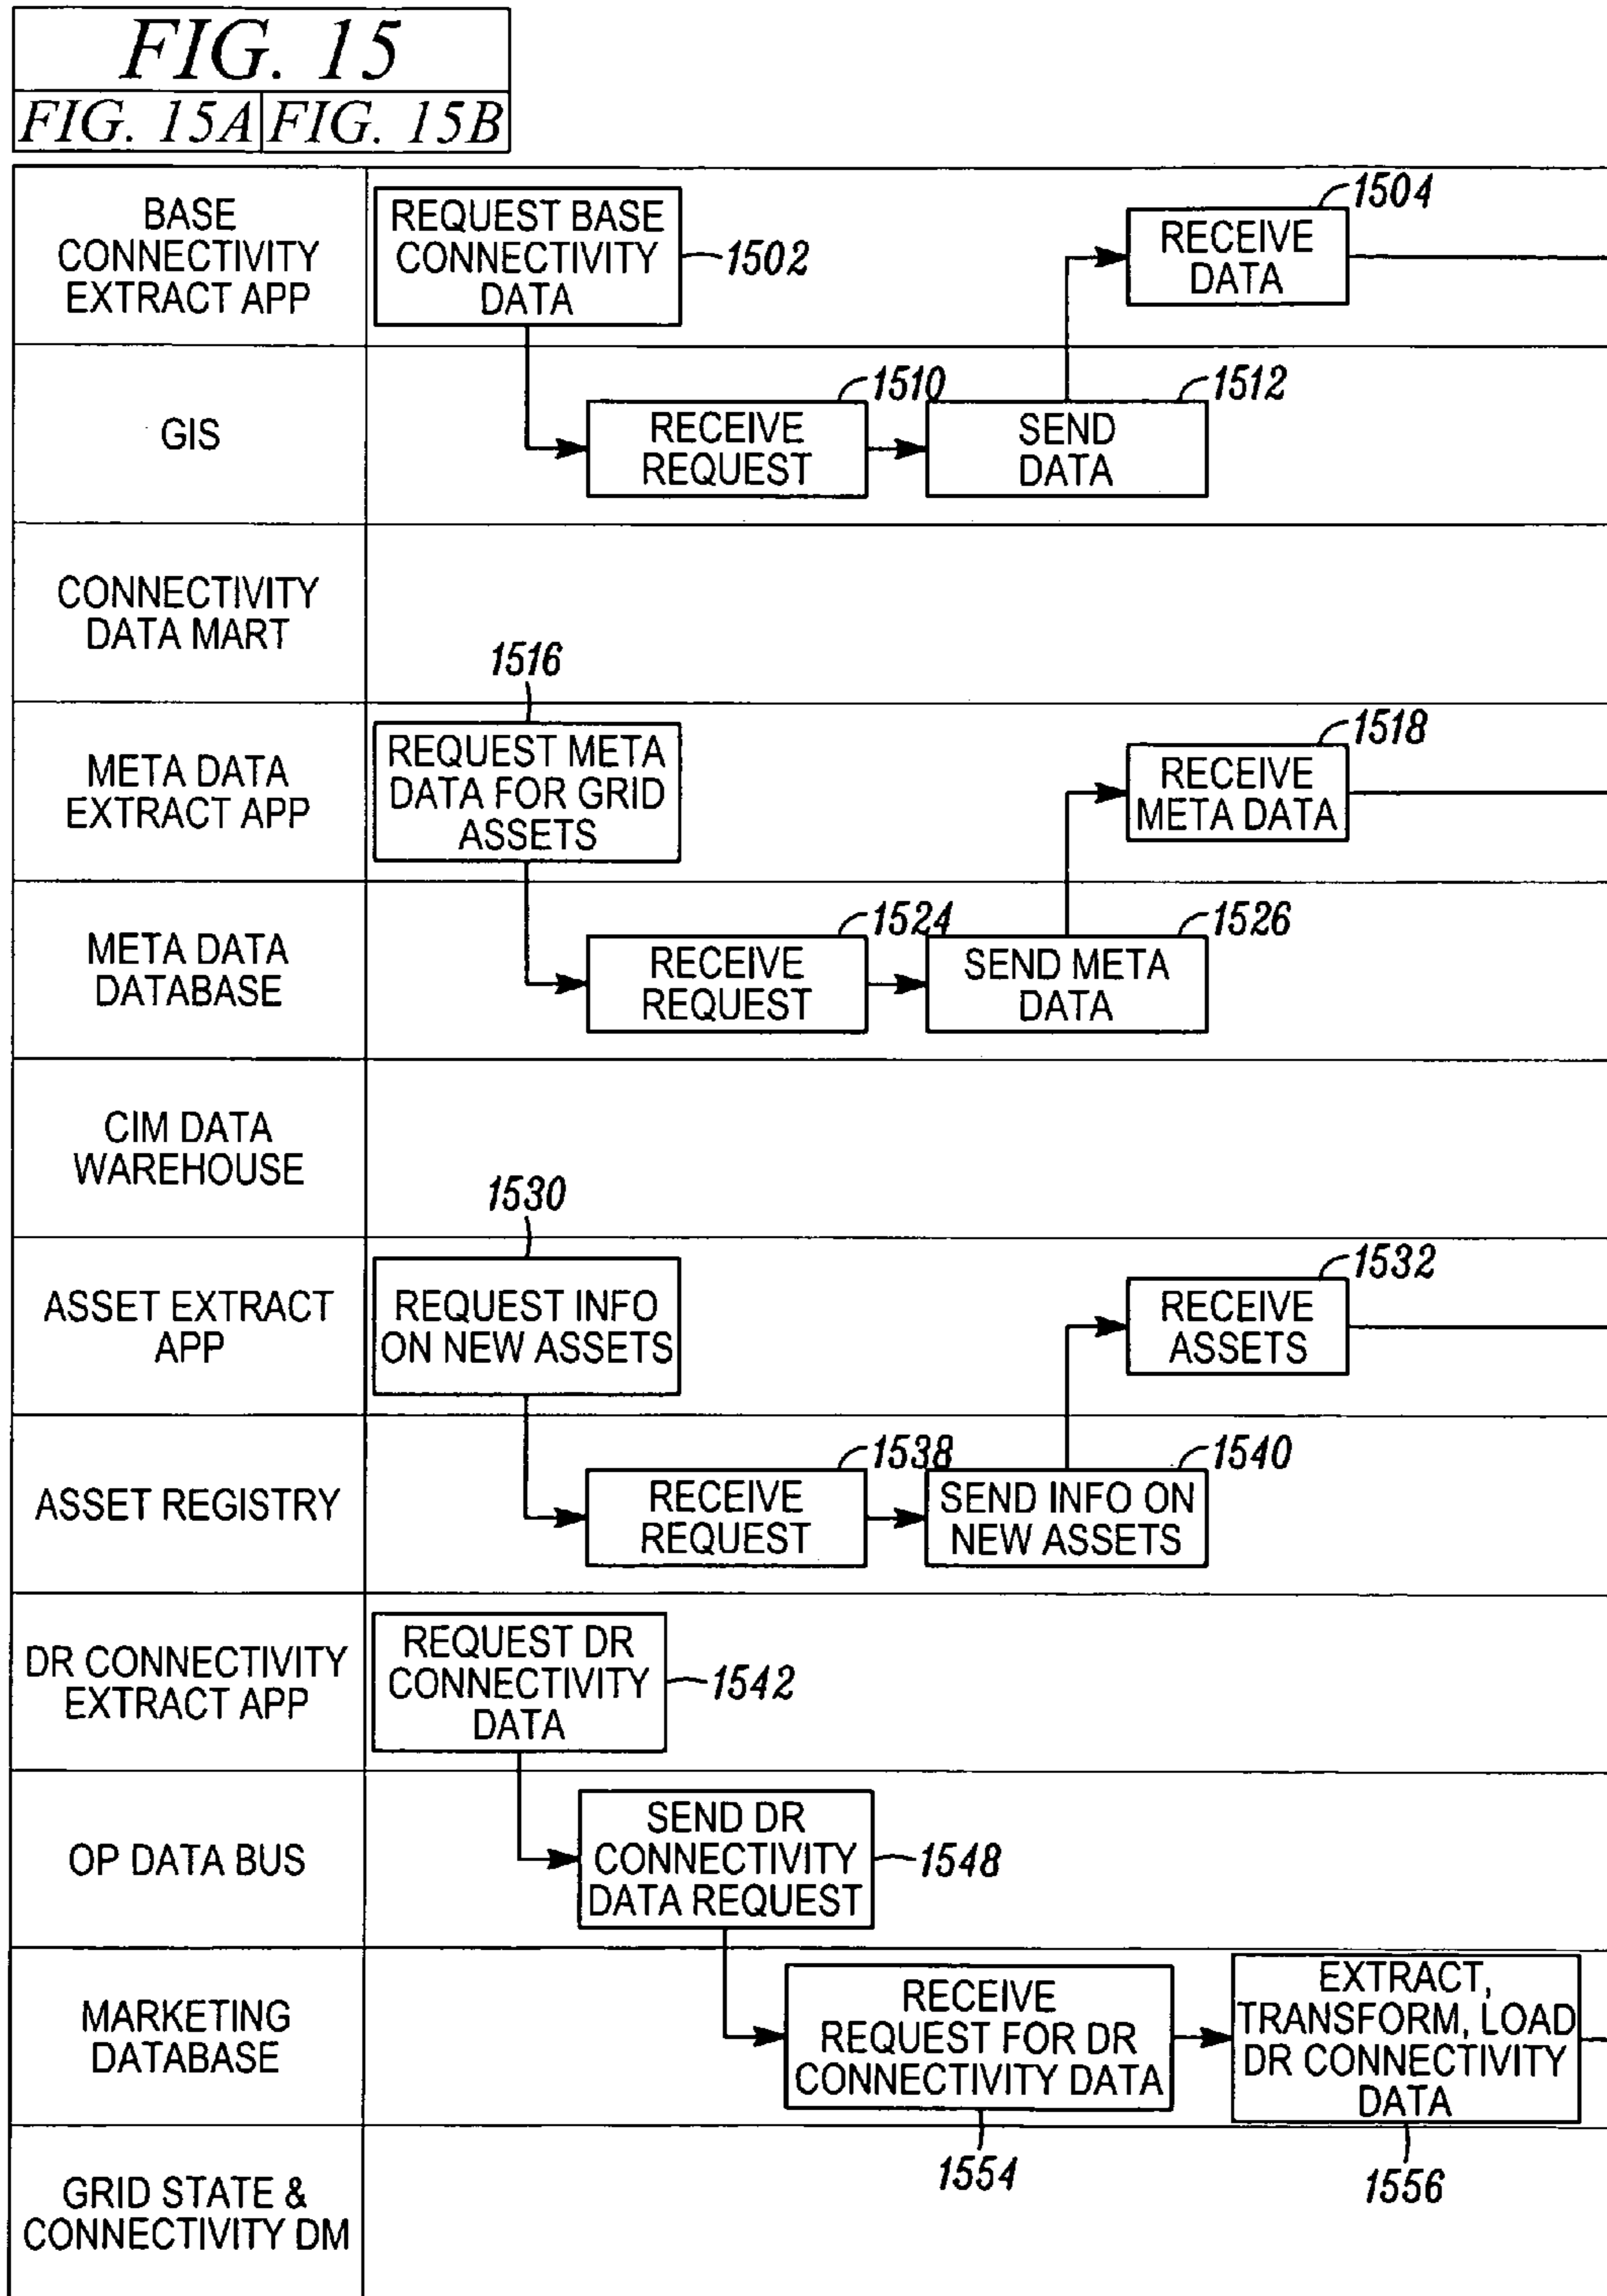 FIG. 15
FIG. 15A FIG. 15B
BASE
CONNECTIVITY
EXTRACT APP
REQUEST BASE
CONNECTIVITY
DATA
1502
1504
RECEIVE
DATA
GIS
1510
RECEIVE
REQUEST
1512
SEND
DATA
CONNECTIVITY
DATA MART
META DATA
EXTRACT APP
1516
REQUEST META
DATA FOR GRID
ASSETS
1518
RECEIVE
META DATA
META DATA
DATABASE
1524
RECEIVE
REQUEST
1526
SEND META
DATA
CIM DATA
WAREHOUSE
ASSET EXTRACT
APP
1530
REQUEST INFO
ON NEW ASSETS
1532
RECEIVE
ASSETS
ASSET REGISTRY
1538
RECEIVE
REQUEST
1540
SEND INFO ON
NEW ASSETS
DR CONNECTIVITY
EXTRACT APP
REQUEST DR
CONNECTIVITY
DATA
1542
OP DATA BUS
SEND DR
CONNECTIVITY
DATA REQUEST
1548
MARKETING
DATABASE
RECEIVE
REQUEST FOR DR
CONNECTIVITY DATA
1554
EXTRACT,
TRANSFORM, LOAD
DR CONNECTIVITY
DATA
1556
GRID STATE &
CONNECTIVITY DM